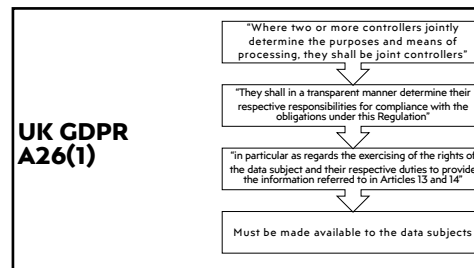 UK GDPR
A26(1)
“Where two or more controllers jointly
determine the purposes and means of
processing, they shall be joint controllers”
“They shall in a transparent manner determine their
respective responsibilities for compliance with the
obligations under this Regulation”
“in particular as regards the exercising of the rights of
the data subject and their respective duties to provide
the information referred to in Articles 13 and 14”
Must be made available to the data subjects